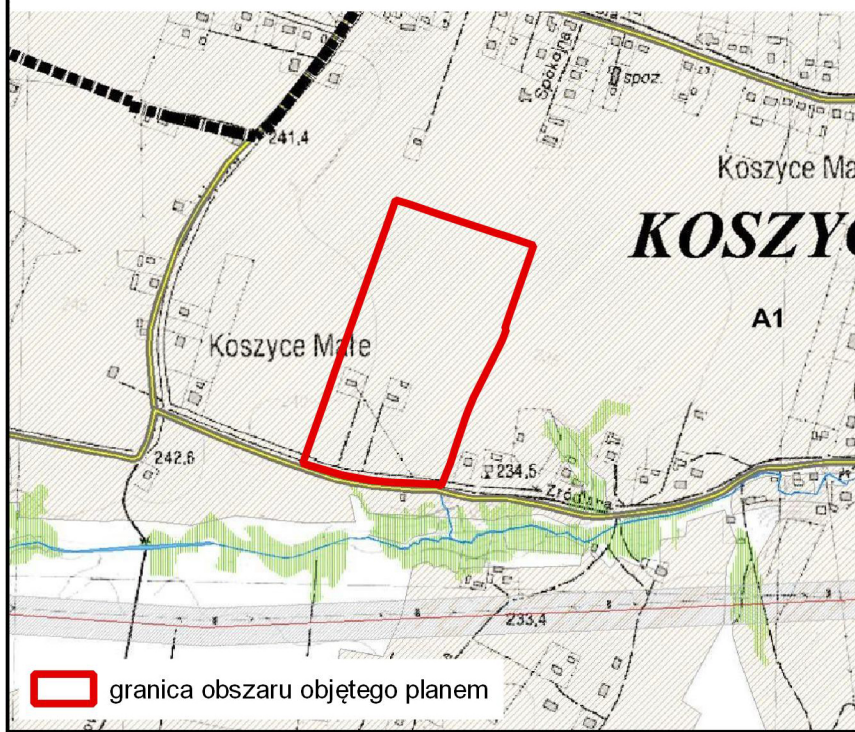 Spokojna
spoz.
241,4
Koszyce Ma
KOSZYC
A1
Koszyce Małe
242,6
234,5
Źródlana
233,4
granica obszaru objętego planem